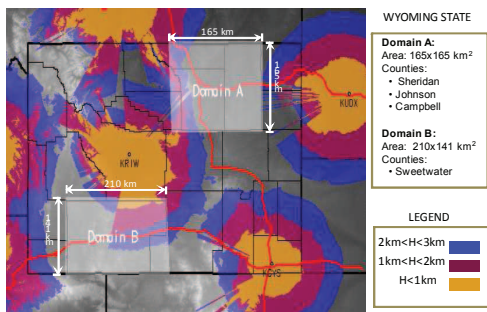 165 km
165 km
Domain A
KUDX
KRIW
210 km
141 km
Domain B
KCYS
WYOMING STATE
Domain A:
Area: 165x165 km²
Counties:
• Sheridan
• Johnson
• Campbell
Domain B:
Area: 210x141 km²
Counties:
• Sweetwater
LEGEND
2km<H<3km
1km<H<2km
H<1km